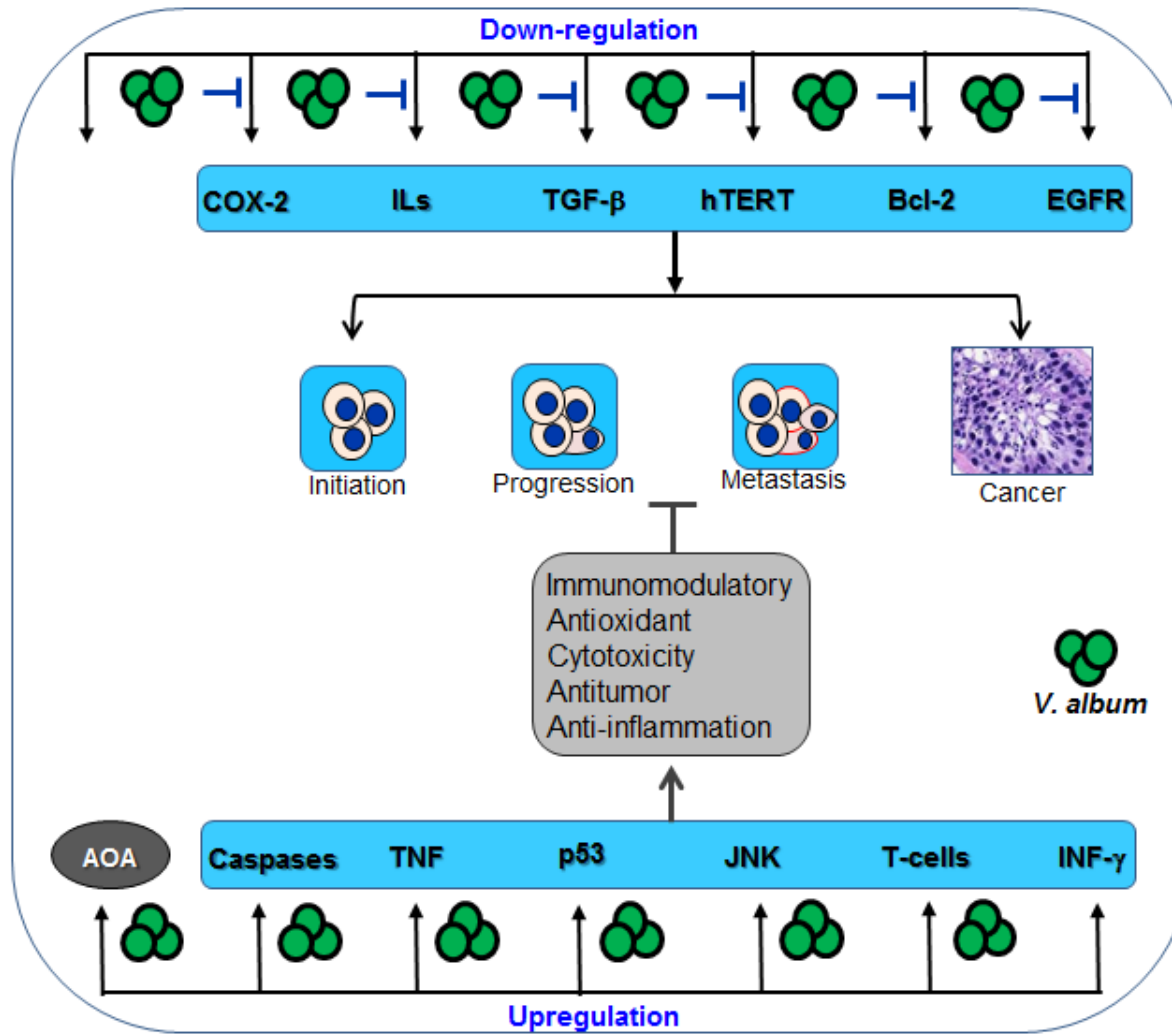 Down-regulation
COX-2 ILs TGF-β hTERT Bcl-2 EGFR
Initiation Progression Metastasis Cancer
Immunomodulatory
Antioxidant
Cytotoxicity
Antitumor
Anti-inflammation
V. album
AOA Caspases TNF p53 JNK T-cells INF-γ
Upregulation